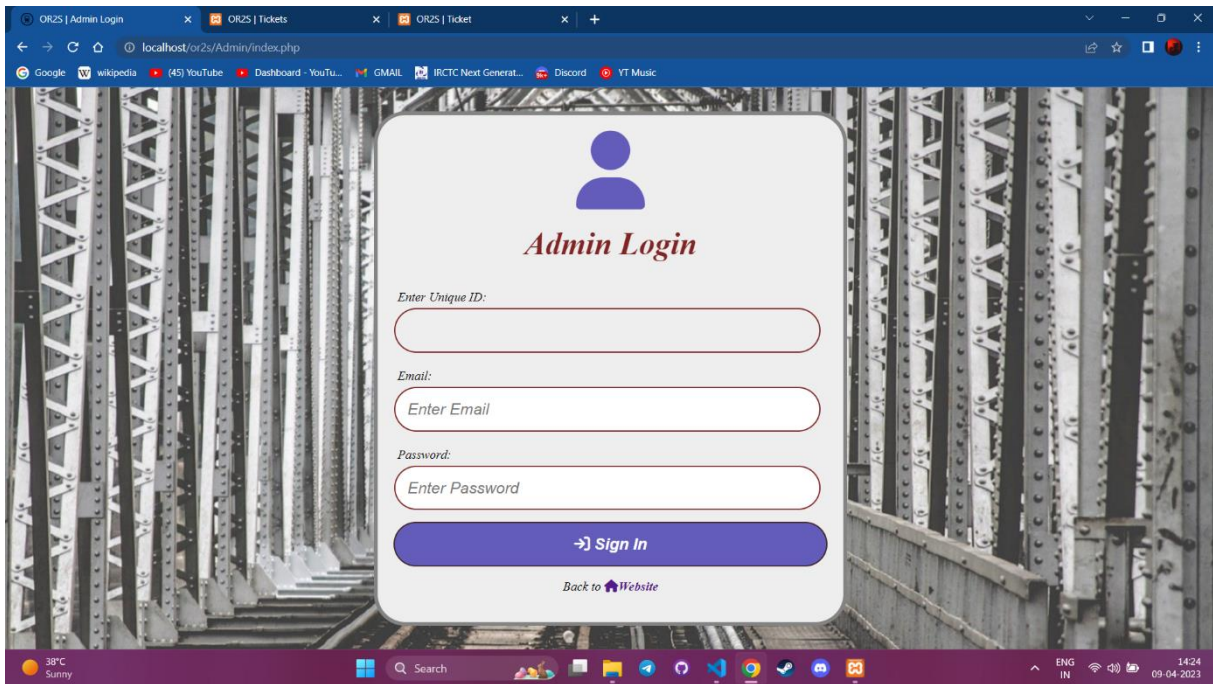 OR2S | Admin Login
OR2S | Tickets
OR2S | Ticket
localhost/or2s/Admin/index.php
Google
wikipedia
(45) YouTube
Dashboard - YouTu...
GMAIL
IRCTC Next Generat...
Discord
YT Music
Admin Login
Enter Unique ID:
Email:
Enter Email
Password:
Enter Password
Sign In
Back to Website
38°C
Sunny
Search
ENG
IN
14:24
09-04-2023